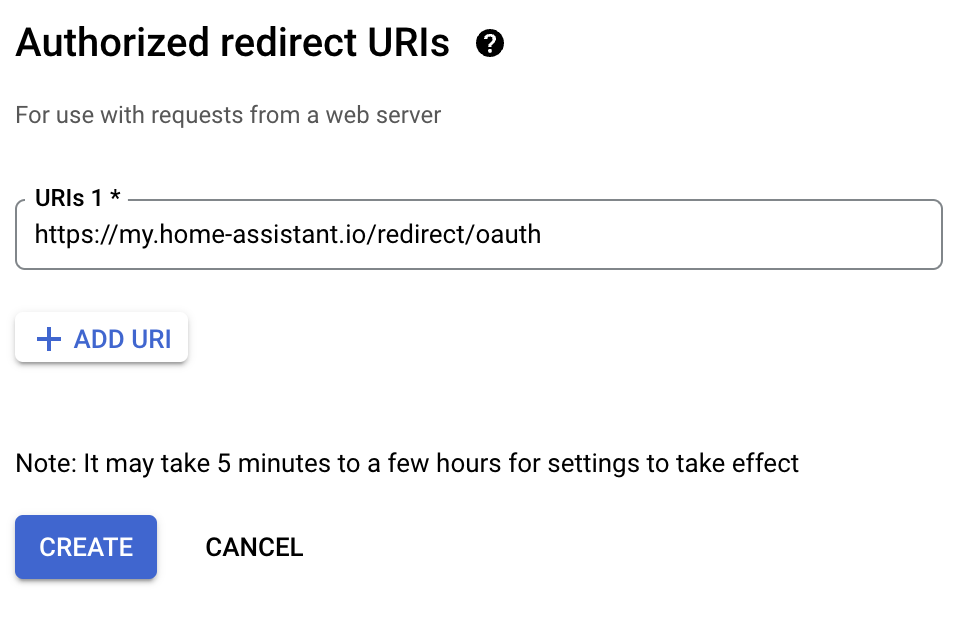 Authorized redirect URIs ?
For use with requests from a web server
URIs 1 *
https://my.home-assistant.io/redirect/oauth
+ ADD URI
Note: It may take 5 minutes to a few hours for settings to take effect
CREATE CANCEL